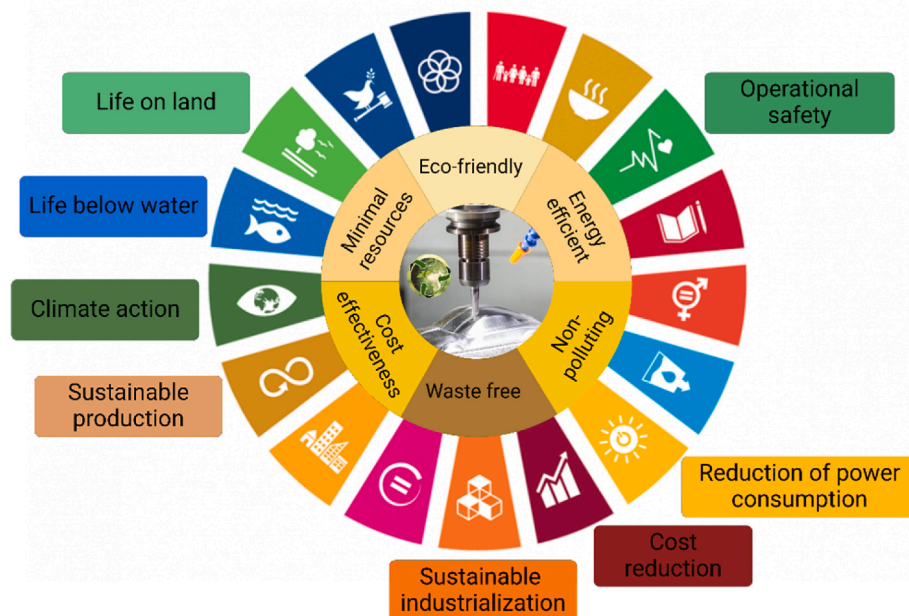 Life on land
Operational
safety
Eco-friendly
Minimal
resources
Energy
efficient
Life below water
Climate action
Cost
effectiveness
Non-
polluting
Waste free
Sustainable
production
Reduction of power
consumption
Cost
reduction
Sustainable
industrialization